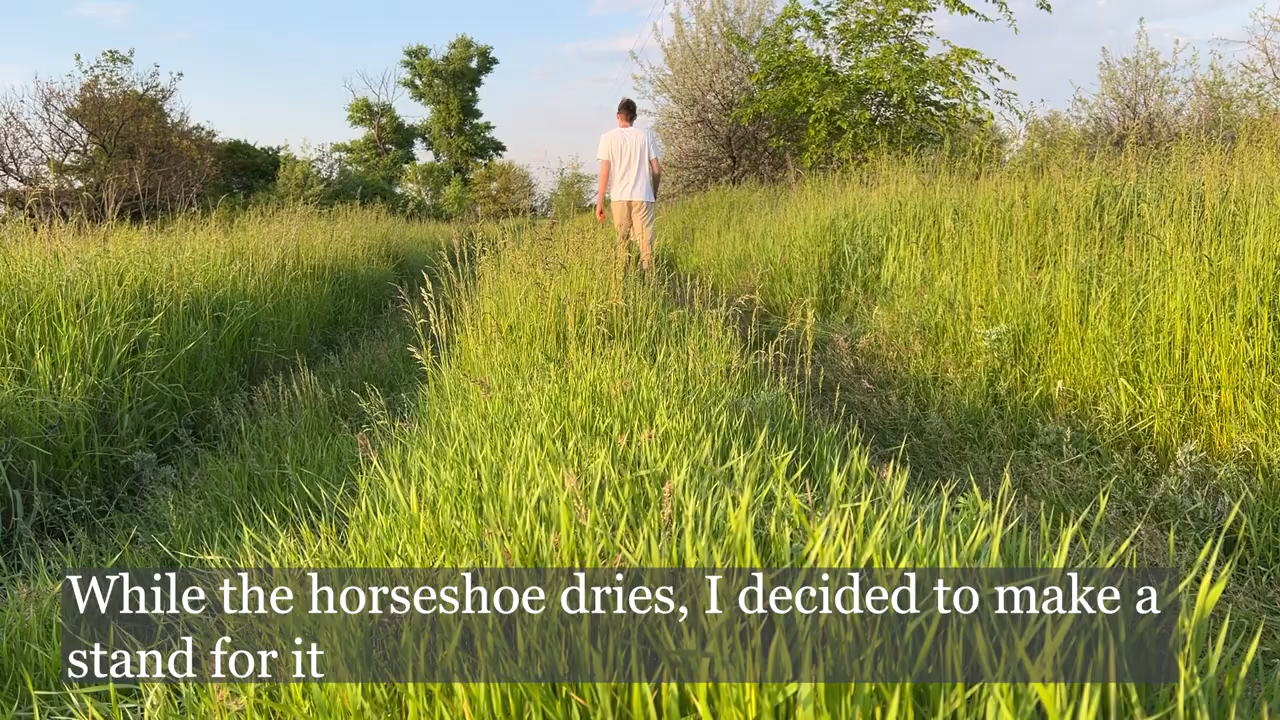 While the horseshoe dries, I decided to make a
stand for it